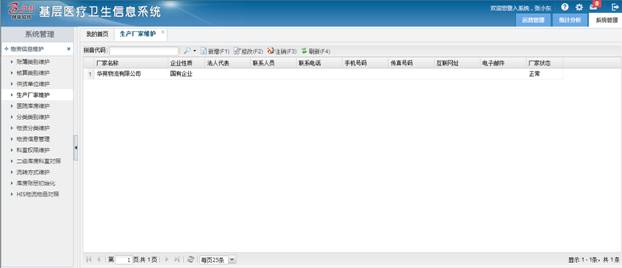 基层医疗卫生信息系统
欢迎您登入系统，张小东
运营管理 统计分析 系统管理
系统管理
我的首页 生产厂家维护
物资信息维护
拼音代码 新增(F1) 修改(F2) 注销(F3) 刷新(F4)
账簿类别维护
核算类别维护
供货单位维护
生产厂家维护
医院库房维护
分类类别维护
物资分类维护
物资信息管理
科室权限维护
二级库房科室对照
流转方式维护
库房账册初始化
HIS物流物品对照
厂家名称 企业性质 法人代表 联系人员 联系电话 手机号码 传真号码 互联网址 电子邮件 厂家状态
1 华苑物流有限公司 国有企业 正常
第 1 页,共 1 页 每页25条
显示 1 - 1条，共 1 条